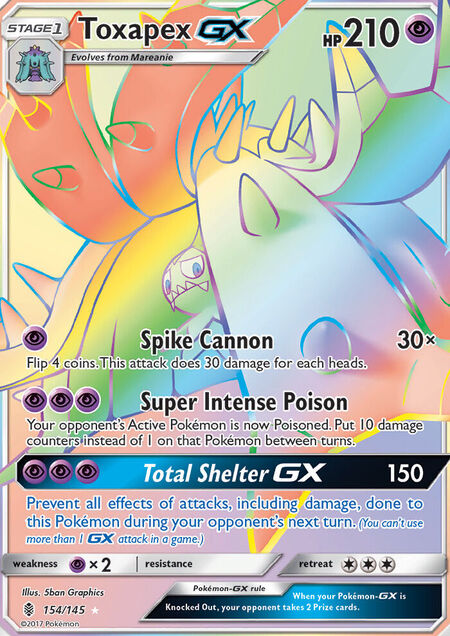 STAGE 1
Toxapex GX
HP 210
Evolves from Mareanie
Spike Cannon 30×
Flip 4 coins. This attack does 30 damage for each heads.
Super Intense Poison
Your opponent's Active Pokémon is now Poisoned. Put 10 damage
counters instead of 1 on that Pokémon between turns.
Total Shelter GX 150
Prevent all effects of attacks, including damage, done to
this Pokémon during your opponent's next turn. (You can't use
more than 1 GX attack in a game.)
weakness ×2 resistance retreat
Illus. 5ban Graphics
154/145
©2017 Pokémon
Pokémon-GX rule
When your Pokémon-GX is
Knocked Out, your opponent takes 2 Prize cards.